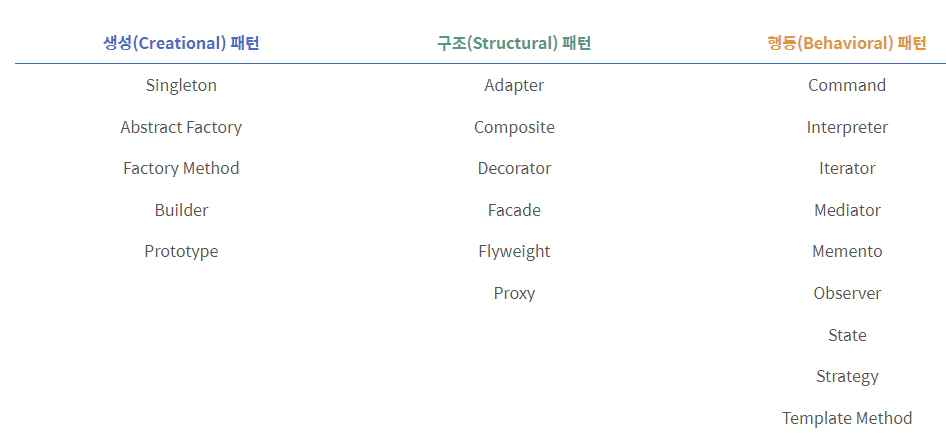 생성(Creational) 패턴 구조(Structural) 패턴 행동(Behavioral) 패턴
Singleton Adapter Command
Abstract Factory Composite Interpreter
Factory Method Decorator Iterator
Builder Facade Mediator
Prototype Flyweight Memento
Proxy Observer
State
Strategy
Template Method